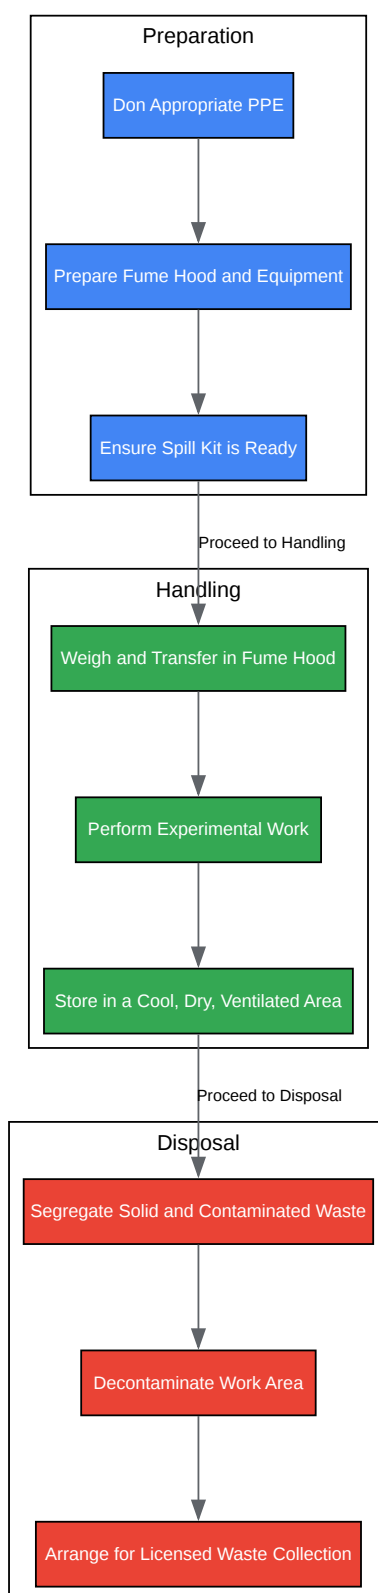 Preparation
Don Appropriate PPE
Prepare Fume Hood and Equipment
Ensure Spill Kit is Ready
Proceed to Handling
Handling
Weigh and Transfer in Fume Hood
Perform Experimental Work
Store in a Cool, Dry, Ventilated Area
Proceed to Disposal
Disposal
Segregate Solid and Contaminated Waste
Decontaminate Work Area
Arrange for Licensed Waste Collection